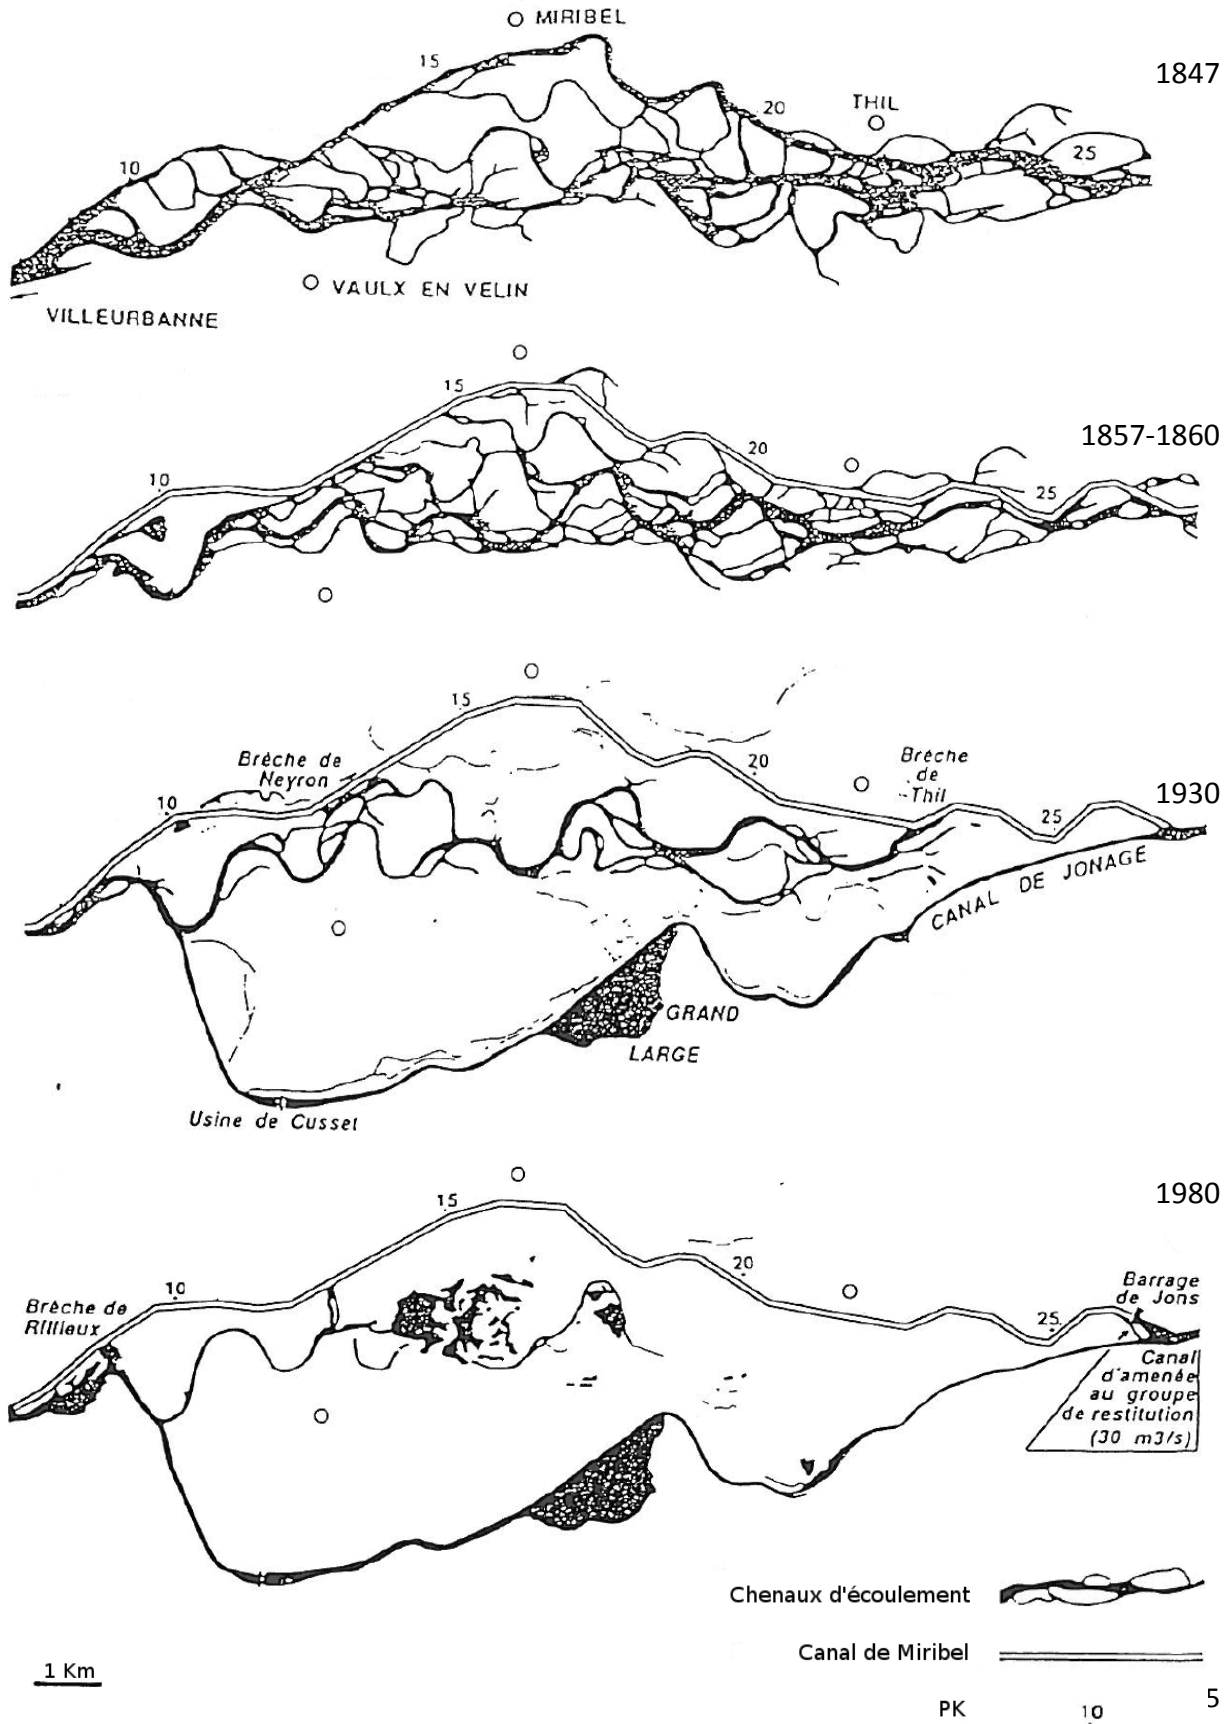 MIRIBEL
15
1847
20
THIL
25
10
VAULX EN VELIN
VILLEURBANNE
15
1857-1860
20
10
25
15
Brèche de
Neyron
20
Brèche
de
Thil
1930
10
25
CANAL DE JONAGE
GRAND
LARGE
Usine de Cusset
1980
15
20
10
Brèche de
Rillieux
Barrage
de Jons
25
Canal
d'amenée
au groupe
de restitution
(30 m3/s)
Chenaux d'écoulement
Canal de Miribel
1 Km
PK
10
5